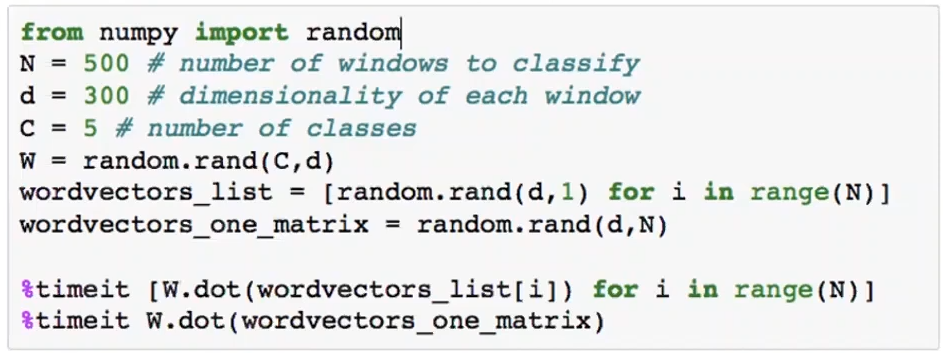 from numpy import random
N = 500 # number of windows to classify
d = 300 # dimensionality of each window
C = 5 # number of classes
W = random.rand(C,d)
wordvectors_list = [random.rand(d,1) for i in range(N)]
wordvectors_one_matrix = random.rand(d,N)
%timeit [W.dot(wordvectors_list[i]) for i in range(N)]
%timeit W.dot(wordvectors_one_matrix)